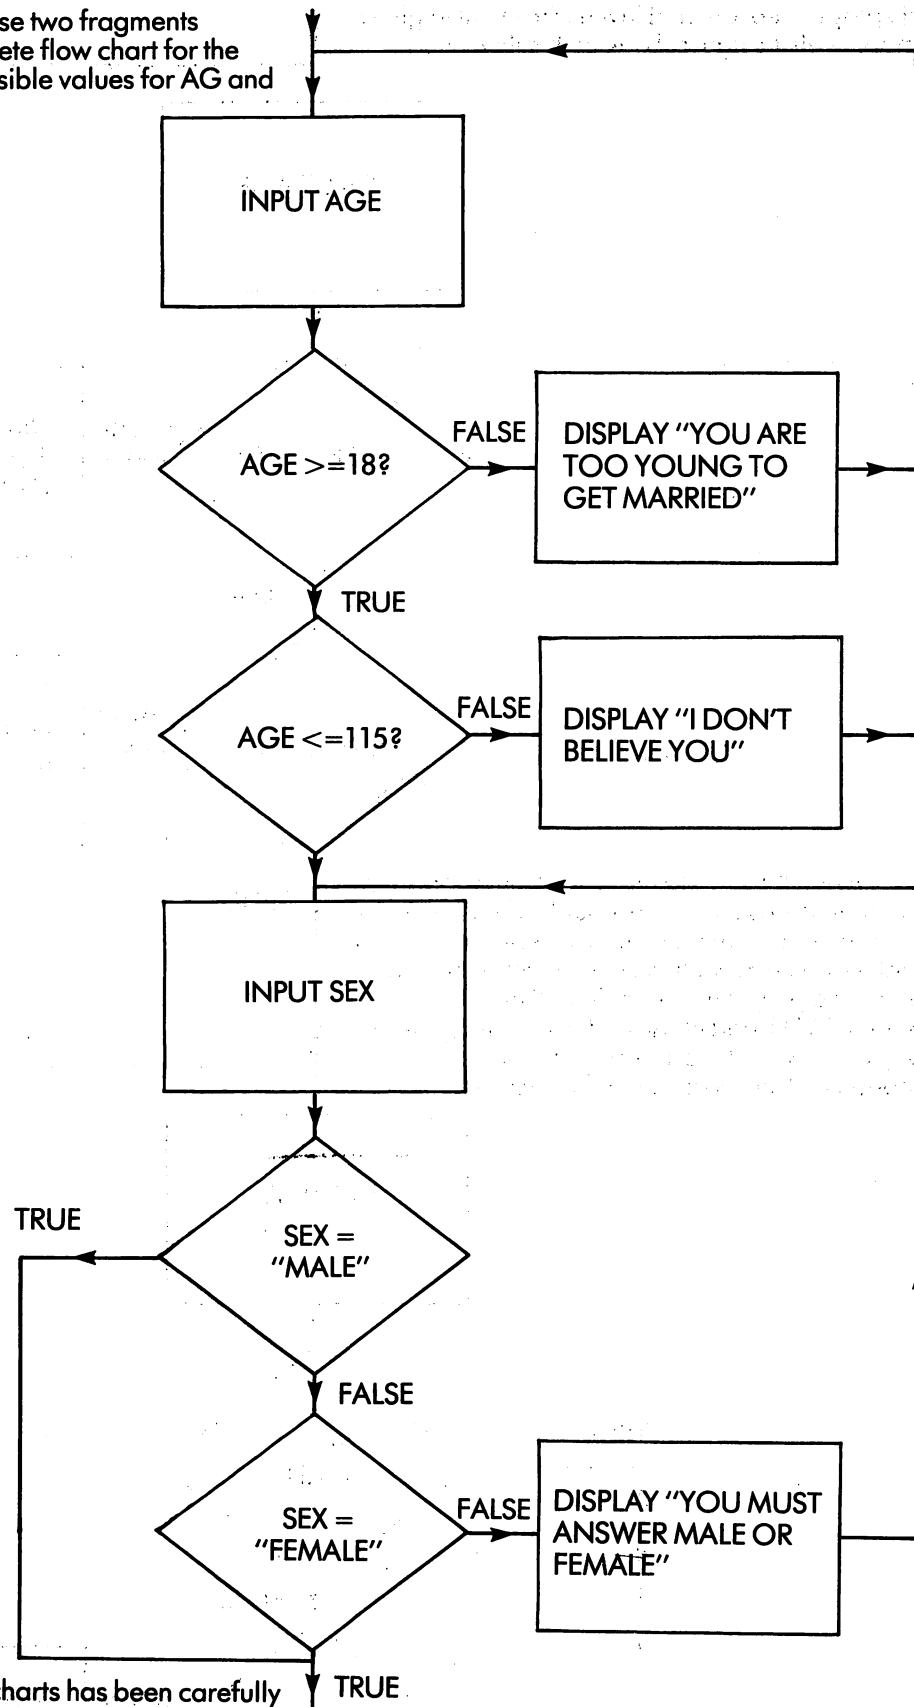 se two fragments
ete flow chart for the
sible values for AG and
INPUT AGE
AGE >=18?
FALSE
DISPLAY "YOU ARE
TOO YOUNG TO
GET MARRIED"
TRUE
AGE <=115?
FALSE
DISPLAY "I DON'T
BELIEVE YOU"
INPUT SEX
TRUE
SEX =
"MALE"
FALSE
SEX =
"FEMALE"
FALSE
DISPLAY "YOU MUST
ANSWER MALE OR
FEMALE"
TRUE
charts has been carefully